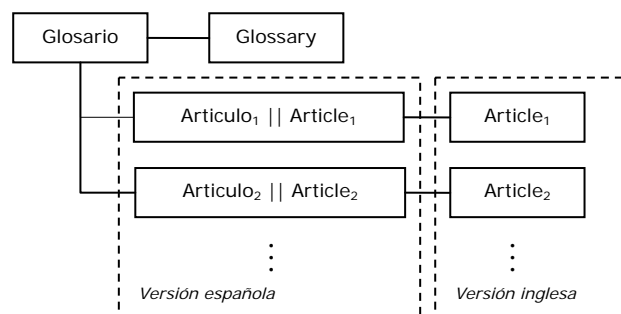 Glosario
Glossary
Articulo₁ || Article₁
Article₁
Articulo₂ || Article₂
Article₂
Versión española
Versión inglesa